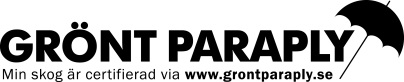 GRÖNT PARAPLY
Min skog är certifierad via www.grontparaply.se